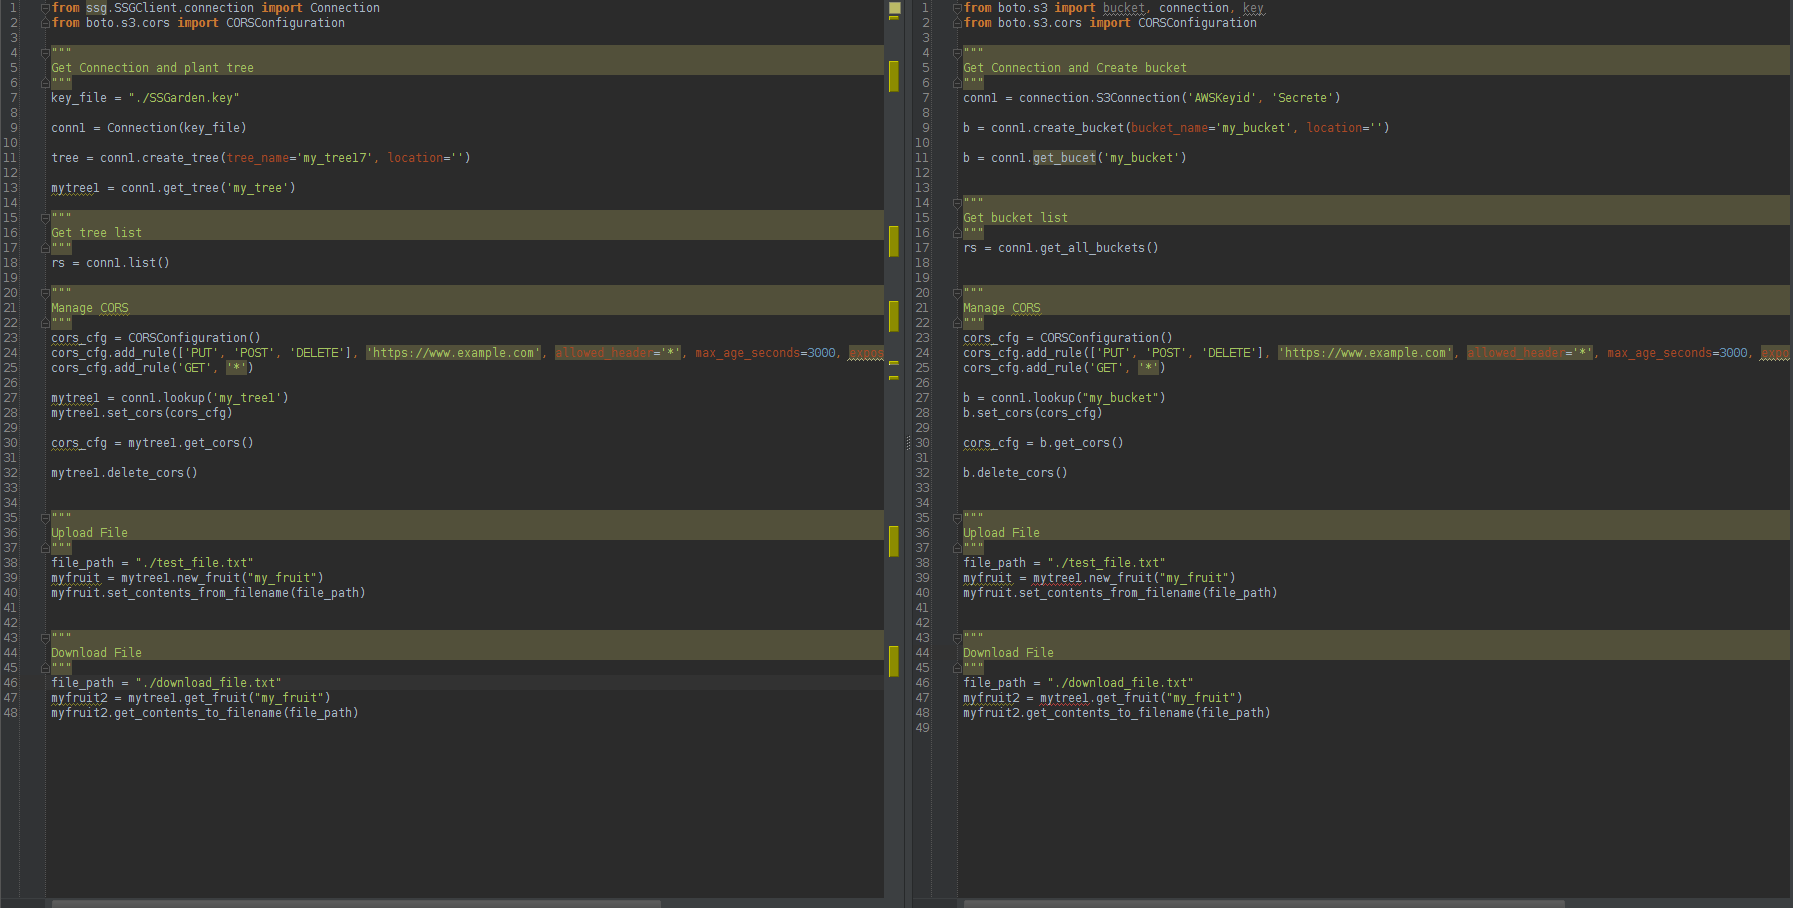 1 from ssg.SSGClient.connection import Connection
2 from boto.s3.cors import CORSConfiguration
3
4 """
5 Get Connection and plant tree
6 """
7 key_file = "./SSGarden.key"
8
9 conn1 = Connection(key_file)
10
11 tree = conn1.create_tree(tree_name='my_tree17', location='')
12
13 mytree1 = conn1.get_tree('my_tree')
14
15 """
16 Get tree list
17 """
18 rs = conn1.list()
19
20 """
21 Manage CORS
22 """
23 cors_cfg = CORSConfiguration()
24 cors_cfg.add_rule(['PUT', 'POST', 'DELETE'], 'https://www.example.com', allowed_header='*', max_age_seconds=3000,
25 cors_cfg.add_rule('GET', '*')
26
27 mytree1 = conn1.lookup('my_tree1')
28 mytree1.set_cors(cors_cfg)
29
30 cors_cfg = mytree1.get_cors()
31
32 mytree1.delete_cors()
33
34
35 """
36 Upload File
37 """
38 file_path = "./test_file.txt"
39 myfruit = mytree1.new_fruit("my_fruit")
40 myfruit.set_contents_from_filename(file_path)
41
42
43 """
44 Download File
45 """
46 file_path = "./download_file.txt"
47 myfruit2 = mytree1.get_fruit("my_fruit")
48 myfruit2.get_contents_to_filename(file_path)
1 from boto.s3 import bucket, connection, key
2 from boto.s3.cors import CORSConfiguration
3
4 """
5 Get Connection and Create bucket
6 """
7 conn1 = connection.S3Connection('AWSKeyid', 'Secrete')
8
9 b = conn1.create_bucket(bucket_name='my_bucket', location='')
10
11 b = conn1.get_bucet('my_bucket')
12
13
14 """
15 Get bucket list
16 """
17 rs = conn1.get_all_buckets()
18
19
20 """
21 Manage CORS
22 """
23 cors_cfg = CORSConfiguration()
24 cors_cfg.add_rule(['PUT', 'POST', 'DELETE'], 'https://www.example.com', allowed_header='*', max_age_seconds=3000, expo
25 cors_cfg.add_rule('GET', '*')
26
27 b = conn1.lookup("my_bucket")
28 b.set_cors(cors_cfg)
29
30 cors_cfg = b.get_cors()
31
32 b.delete_cors()
33
34
35 """
36 Upload File
37 """
38 file_path = "./test_file.txt"
39 myfruit = mytree1.new_fruit("my_fruit")
40 myfruit.set_contents_from_filename(file_path)
41
42
43 """
44 Download File
45 """
46 file_path = "./download_file.txt"
47 myfruit2 = mytree1.get_fruit("my_fruit")
48 myfruit2.get_contents_to_filename(file_path)
49